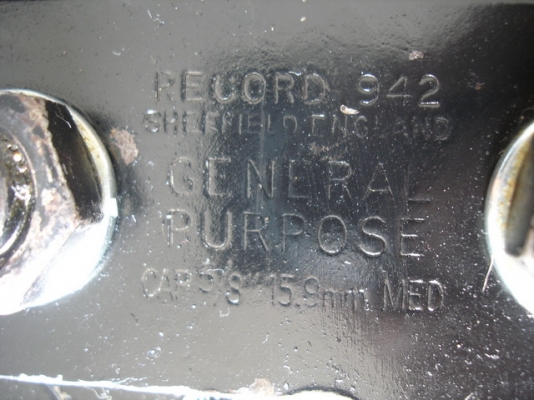 RECORD 942
SHEFFIELD ENGLAND
GENERAL
PURPOSE
CAP 5/8" 15.9mm MED